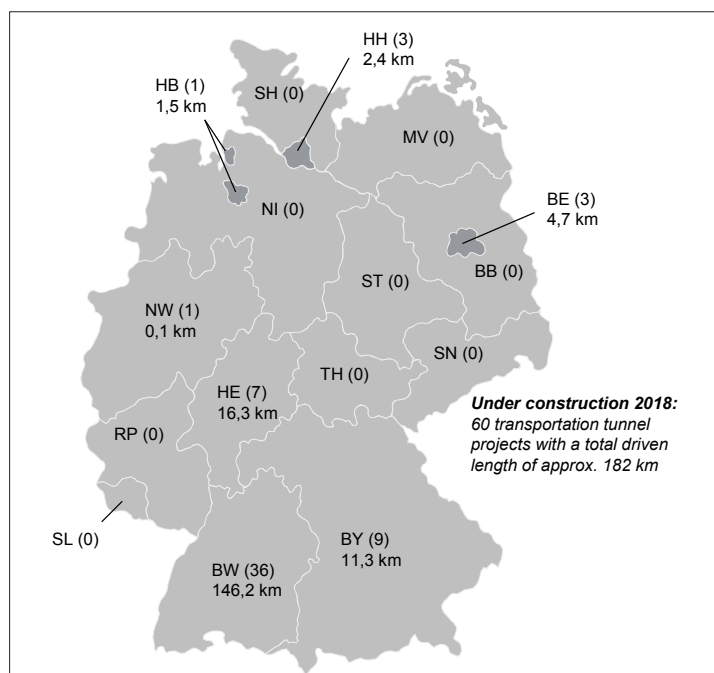 HH (3)
2,4 km
HB (1)
1,5 km
SH (0)
MV (0)
BE (3)
4,7 km
NI (0)
BB (0)
ST (0)
NW (1)
0,1 km
SN (0)
TH (0)
HE (7)
16,3 km
Under construction 2018:
60 transportation tunnel
projects with a total driven
length of approx. 182 km
RP (0)
SL (0)
BY (9)
11,3 km
BW (36)
146,2 km